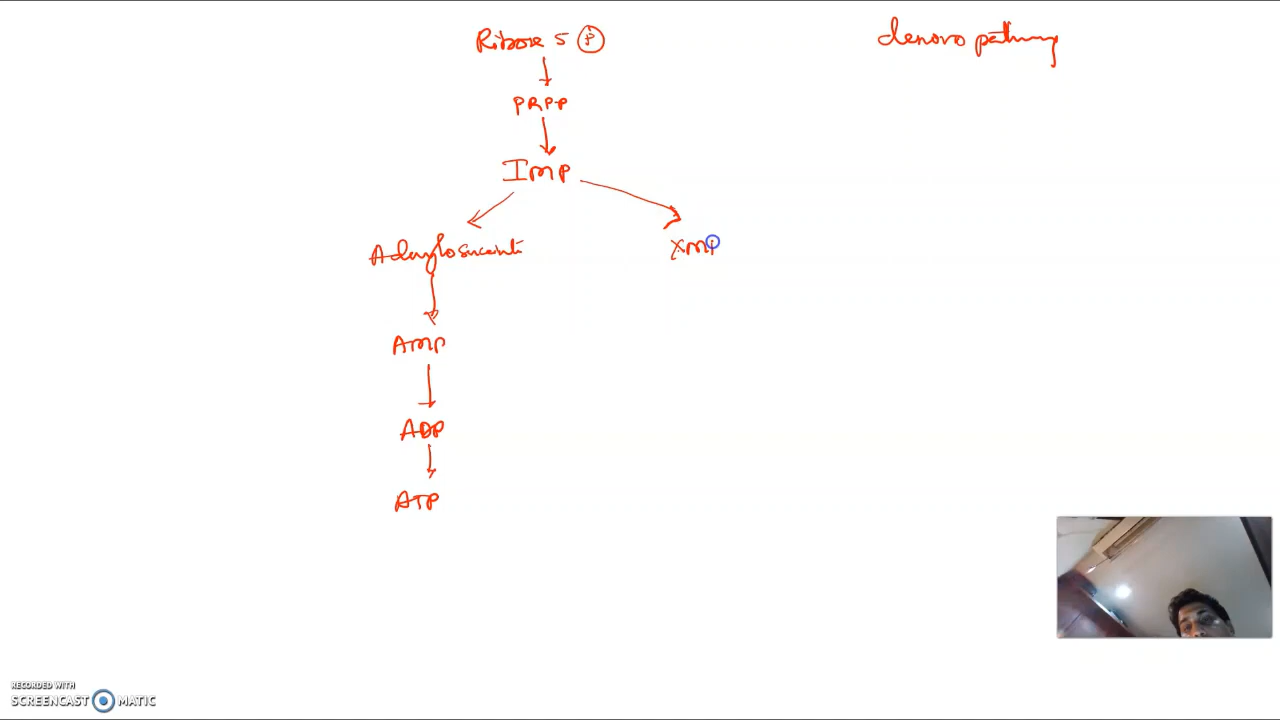 Ribose 5 P
denovo pathway
PRPP
IMP
Adenylosuccinate XMP
AMP
ADP
ATP
RECORDED WITH
SCREENCAST MATIC